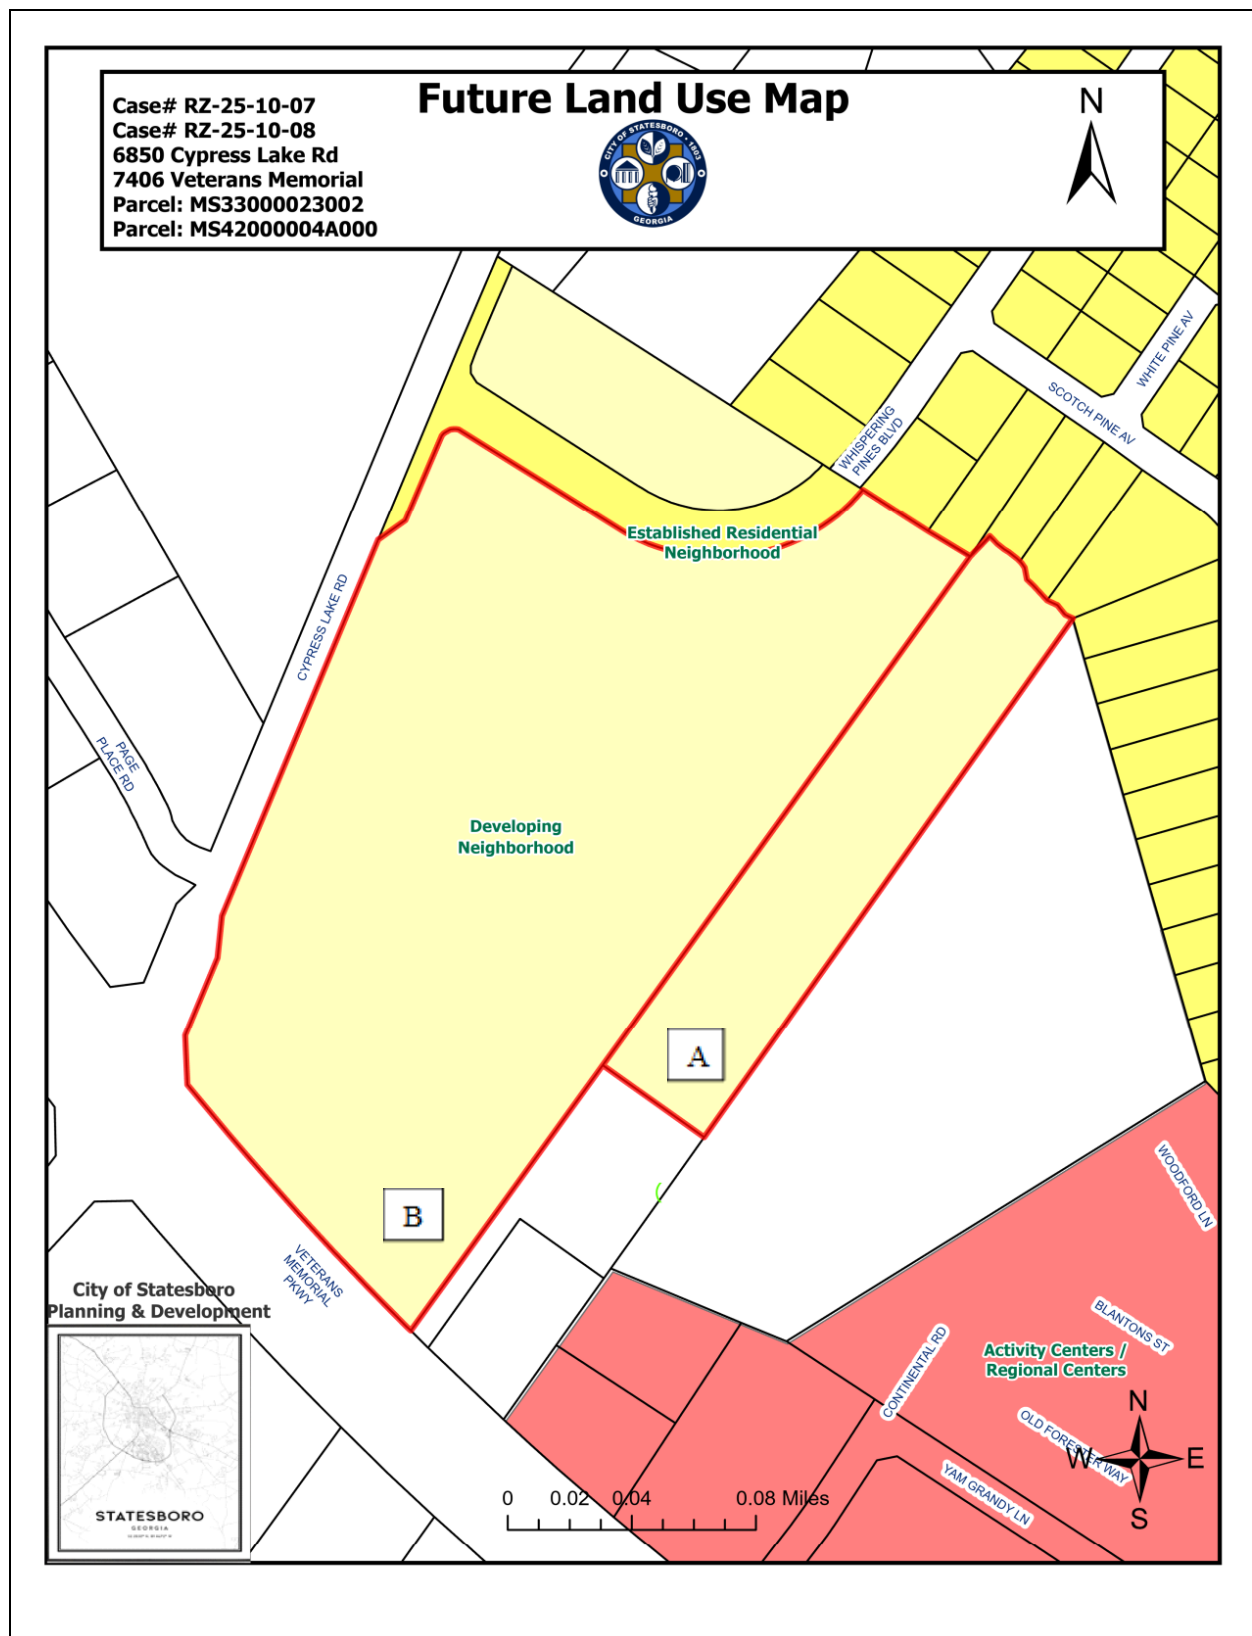 Future Land Use Map
Case# RZ-25-10-07
Case# RZ-25-10-08
6850 Cypress Lake Rd
7406 Veterans Memorial
Parcel: MS33000023002
Parcel: MS42000004A000
CITY OF STATESBORO • 1803
GEORGIA
N
WHITE PINE AV
SCOTCH PINE AV
WHISPERING
PINES BLVD
Established Residential
Neighborhood
CYPRESS LAKE RD
PAGE
PLACE RD
Developing
Neighborhood
A
B
WOODFORD LN
VETERANS
MEMORIAL
PKWY
City of Statesboro
Planning & Development
BLANTONS ST
Activity Centers /
Regional Centers
CONTINENTAL RD
OLD FORESTER WAY
YAM GRANDY LN
N
W
E
S
0 0.02 0.04 0.08 Miles
STATESBORO
GEORGIA